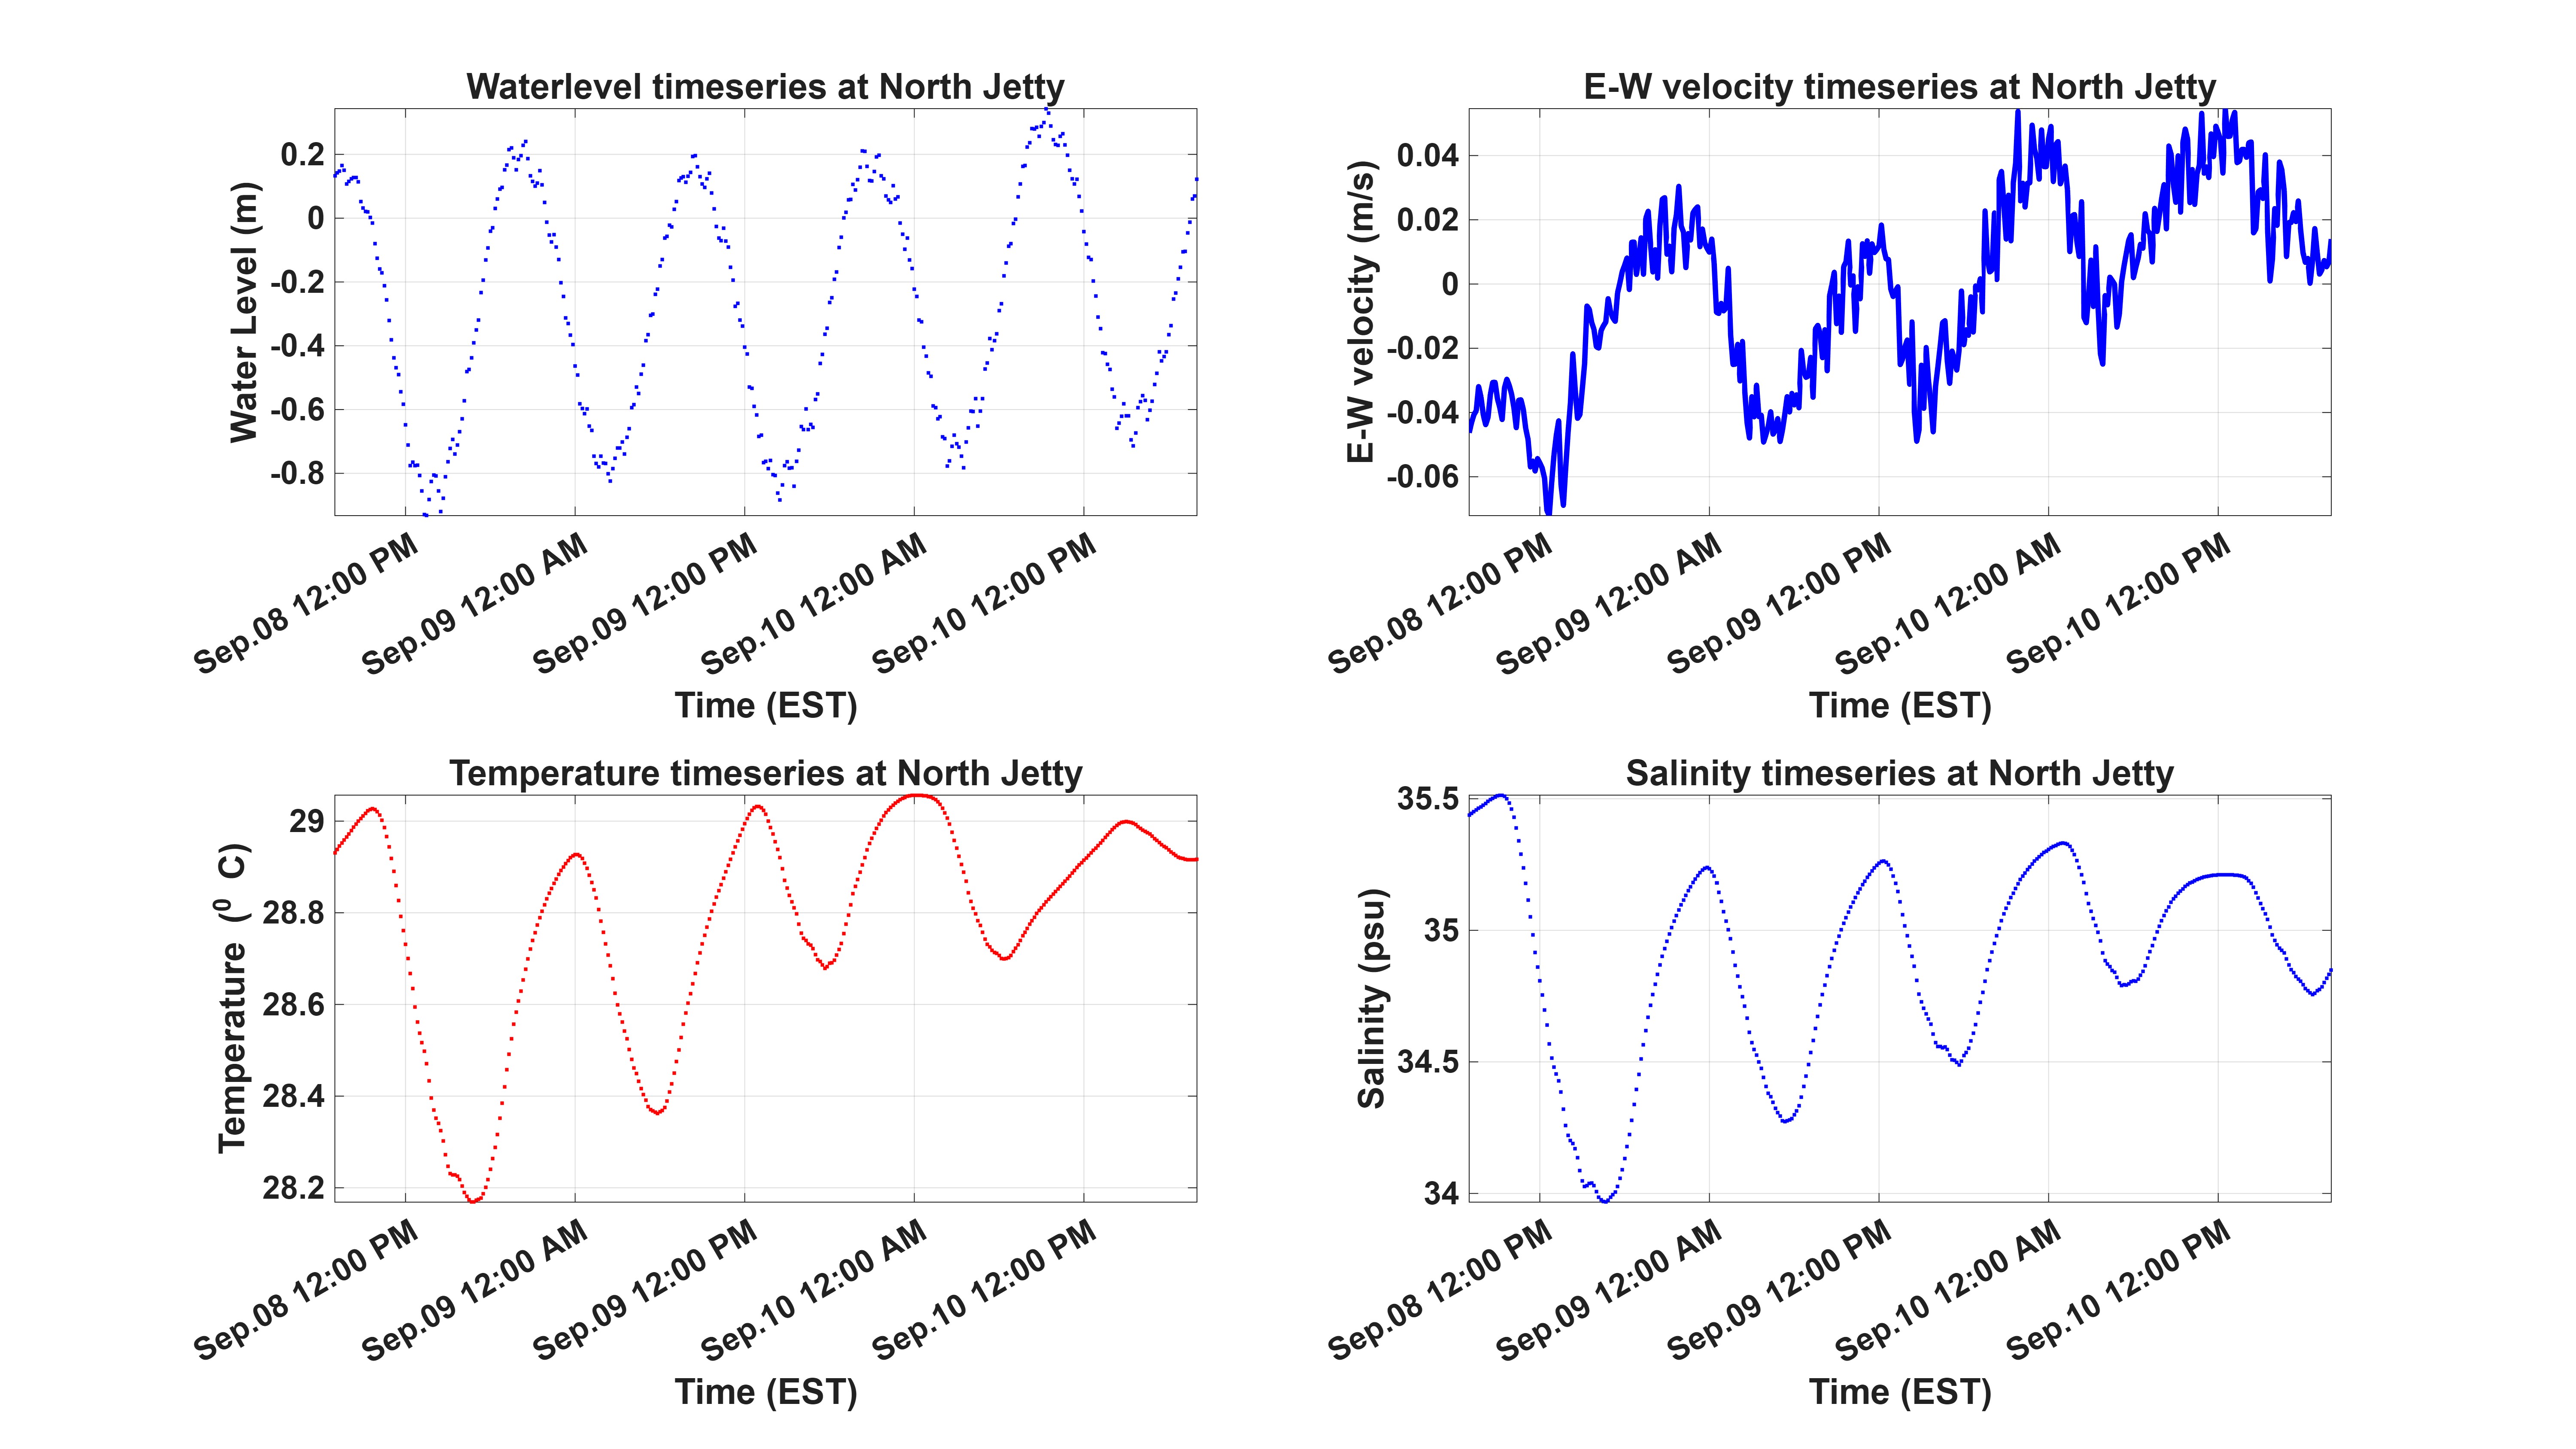 Waterlevel timeseries at North Jetty
Water Level (m)
0.2
0
-0.2
-0.4
-0.6
-0.8
Sep.08 12:00 PM
Sep.09 12:00 AM
Sep.09 12:00 PM
Sep.10 12:00 AM
Sep.10 12:00 PM
Time (EST)
E-W velocity timeseries at North Jetty
E-W velocity (m/s)
0.04
0.02
0
-0.02
-0.04
-0.06
Sep.08 12:00 PM
Sep.09 12:00 AM
Sep.09 12:00 PM
Sep.10 12:00 AM
Sep.10 12:00 PM
Time (EST)
Temperature timeseries at North Jetty
Temperature (⁰ C)
29
28.8
28.6
28.4
28.2
Sep.08 12:00 PM
Sep.09 12:00 AM
Sep.09 12:00 PM
Sep.10 12:00 AM
Sep.10 12:00 PM
Time (EST)
Salinity timeseries at North Jetty
Salinity (psu)
35.5
35
34.5
34
Sep.08 12:00 PM
Sep.09 12:00 AM
Sep.09 12:00 PM
Sep.10 12:00 AM
Sep.10 12:00 PM
Time (EST)